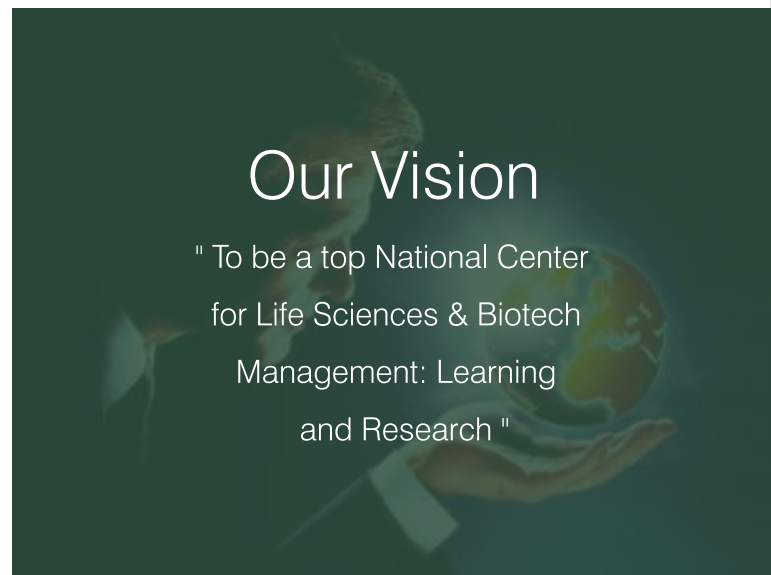 Our Vision
" To be a top National Center
for Life Sciences & Biotech
Management: Learning
and Research "